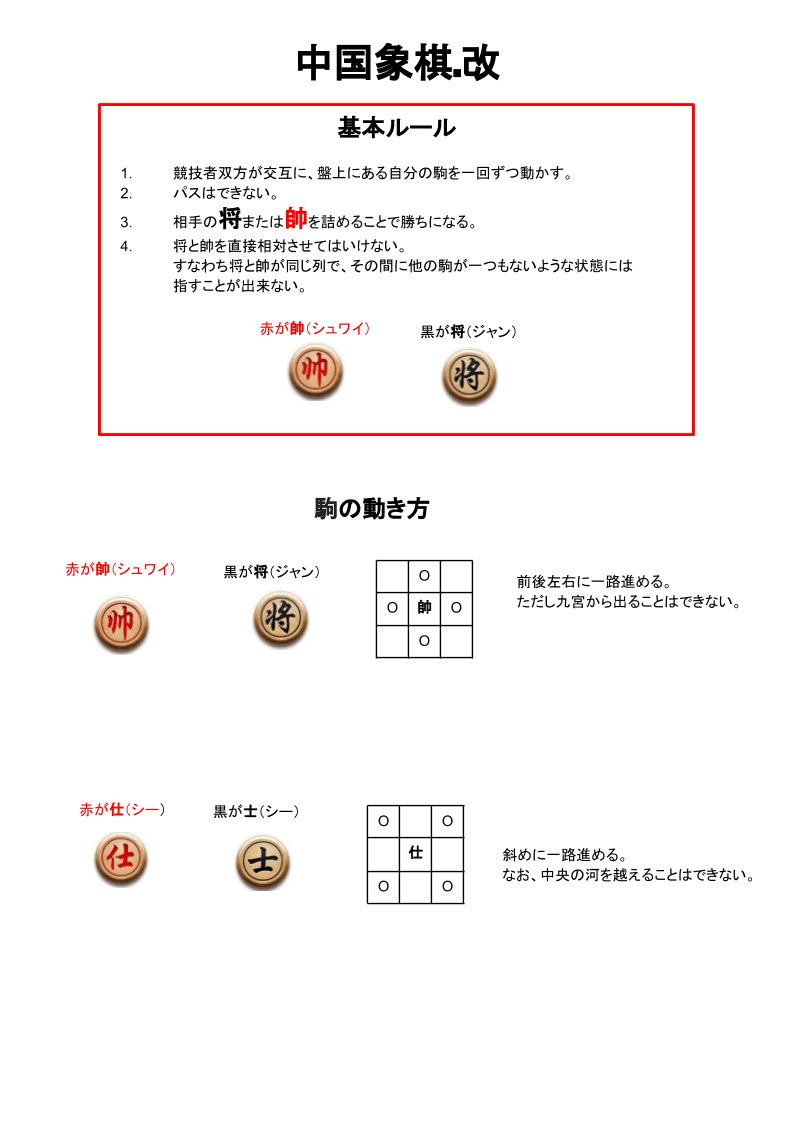 中国象棋.改
基本ルール
1. 競技者双方が交互に、盤上にある自分の駒を一回ずつ動かす。
2. パスはできない。
3. 相手の将または帥を詰めることで勝ちになる。
4. 将と帥を直接相対させてはいけない。
すなわち将と帥が同じ列で、その間に他の駒が一つもないような状態には
指すことが出来ない。
赤が帥（シュワイ） 黒が将（ジャン）
帅 将
駒の動き方
赤が帥（シュワイ） 黒が将（ジャン）
帅 将
O
O 帥 O
O
前後左右に一路進める。
ただし九宮から出ることはできない。
赤が仕（シー） 黒が士（シー）
仕 士
O O
仕
O O
斜めに一路進める。
なお、中央の河を越えることはできない。